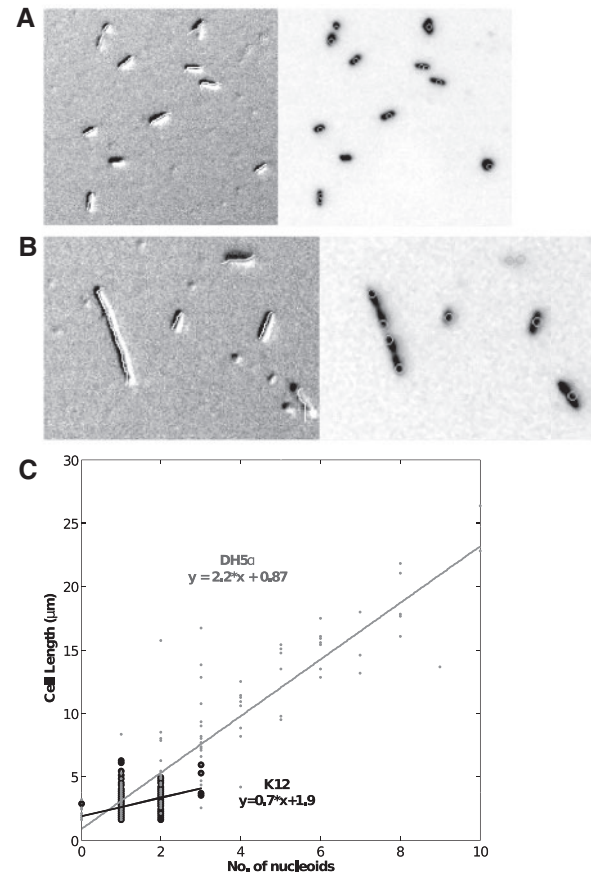 A
B
C
30
25
20
15
10
5
0
Cell Length (μm)
DH5α
y = 2.2*x + 0.87
K12
y=0.7*x+1.9
0 2 4 6 8 10
No. of nucleoids